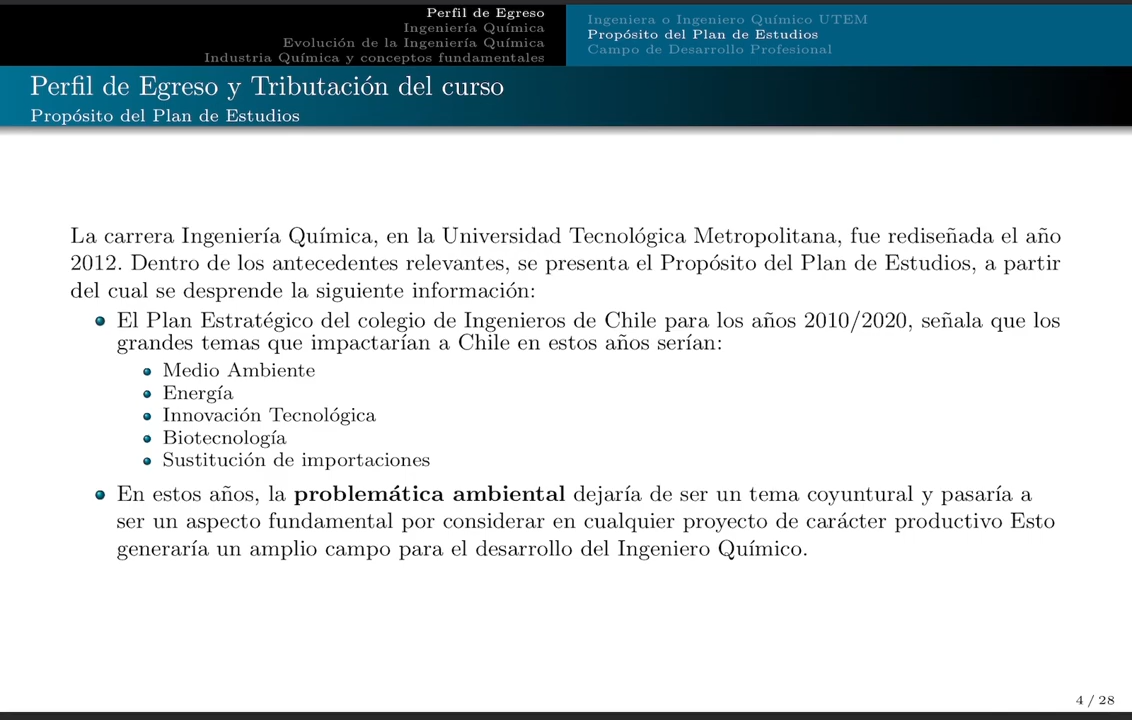 Perfil de Egreso
Ingeniería Química
Evolución de la Ingeniería Química
Industria Química y conceptos fundamentales
Ingeniera o Ingeniero Químico UTEM
Propósito del Plan de Estudios
Campo de Desarrollo Profesional
Perfil de Egreso y Tributación del curso
Propósito del Plan de Estudios
La carrera Ingeniería Química, en la Universidad Tecnológica Metropolitana, fue rediseñada el año
2012. Dentro de los antecedentes relevantes, se presenta el Propósito del Plan de Estudios, a partir
del cual se desprende la siguiente información:
El Plan Estratégico del colegio de Ingenieros de Chile para los años 2010/2020, señala que los
grandes temas que impactarían a Chile en estos años serían:
Medio Ambiente
Energía
Innovación Tecnológica
Biotecnología
Sustitución de importaciones
En estos años, la problemática ambiental dejaría de ser un tema coyuntural y pasaría a
ser un aspecto fundamental por considerar en cualquier proyecto de carácter productivo Esto
generaría un amplio campo para el desarrollo del Ingeniero Químico.
4 / 28